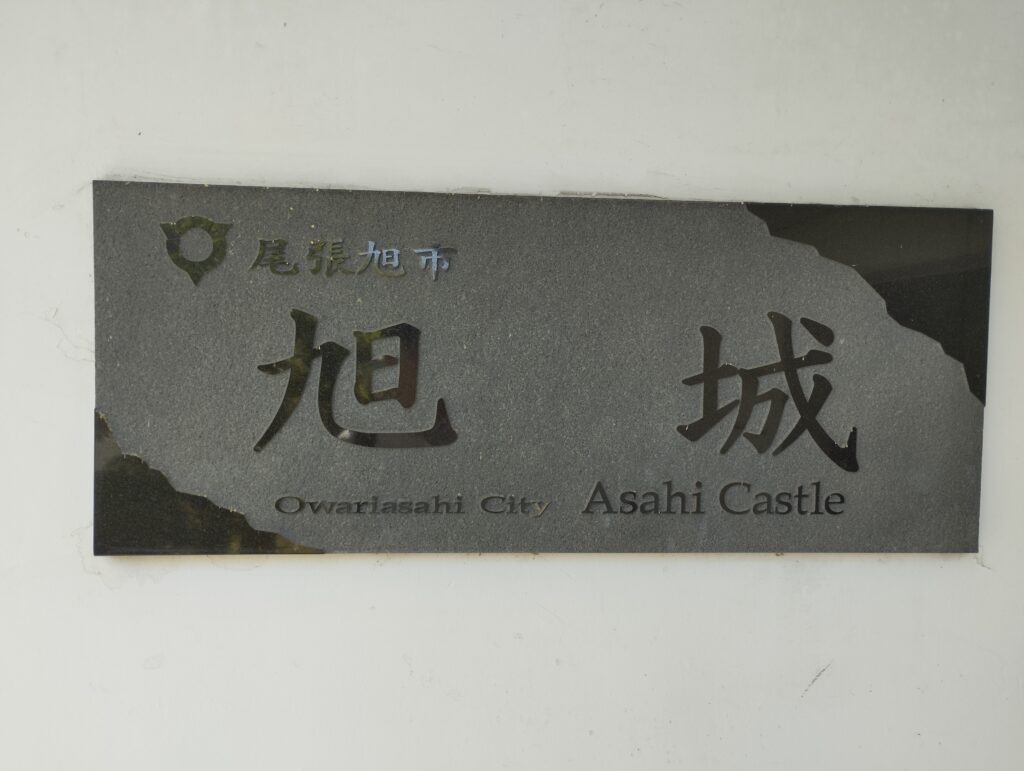 尾張旭市
旭城
Owariasahi City Asahi Castle